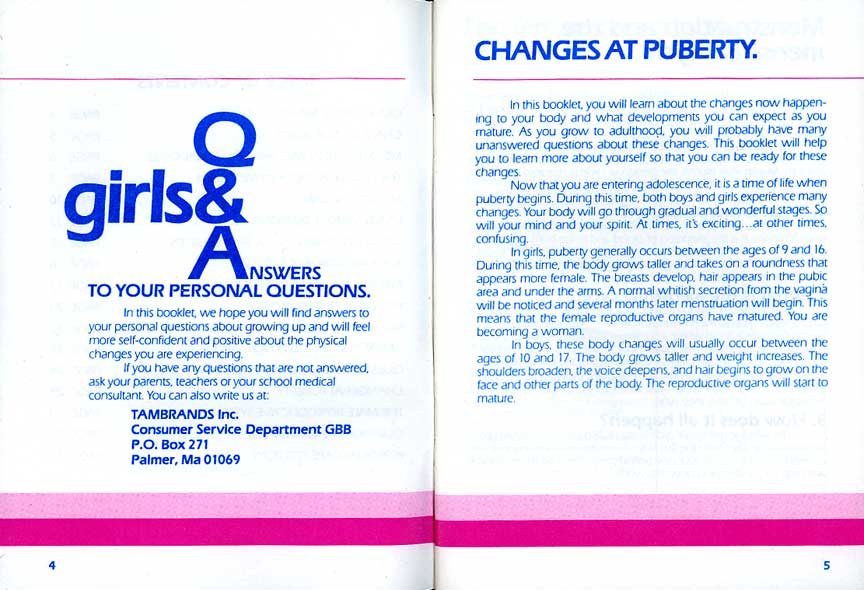 Q
girls&
ANSWERS
TO YOUR PERSONAL QUESTIONS.
In this booklet, we hope you will find answers to
your personal questions about growing up and will feel
more self-confident and positive about the physical
changes you are experiencing.
If you have any questions that are not answered,
ask your parents, teachers or your school medical
consultant. You can also write us at:
TAMBRANDS Inc.
Consumer Service Department GBB
P.O. Box 271
Palmer, Ma 01069
4
CHANGES AT PUBERTY.
In this booklet, you will learn about the changes now happen-
ing to your body and what developments you can expect as you
mature. As you grow to adulthood, you will probably have many
unanswered questions about these changes. This booklet will help
you to learn more about yourself so that you can be ready for these
changes.
Now that you are entering adolescence, it is a time of life when
puberty begins. During this time, both boys and girls experience many
changes. Your body will go through gradual and wonderful stages. So
will your mind and your spirit. At times, it's exciting...at other times,
confusing.
In girls, puberty generally occurs between the ages of 9 and 16.
During this time, the body grows taller and takes on a roundness that
appears more female. The breasts develop, hair appears in the pubic
area and under the arms. A normal whitish secretion from the vagina
will be noticed and several months later menstruation will begin. This
means that the female reproductive organs have matured. You are
becoming a woman.
In boys, these body changes will usually occur between the
ages of 10 and 17. The body grows taller and weight increases. The
shoulders broaden, the voice deepens, and hair begins to grow on the
face and other parts of the body. The reproductive organs will start to
mature.
5